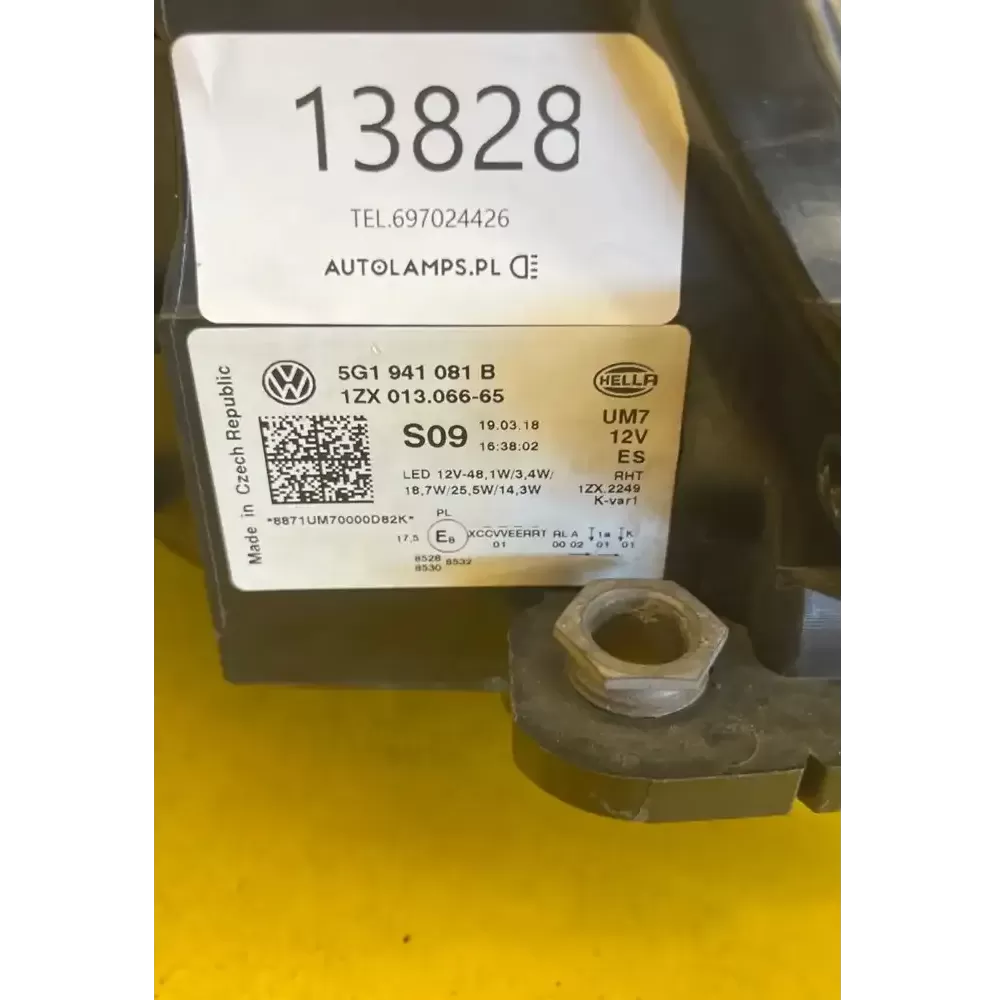 13828
TEL.697024426
AUTOLAMPS.PL
Made in Czech Republic
5G1 941 081 B
1ZX 013.066-65
HELLA
S09
19.03.18
16:38:02
UM7
12V
ES
LED 12V-48,1W/3,4W/
18,7W/25,5W/14,3W
RHT
1ZX.2249
K-var1
*8871UM70000D82K*
PL
17,5
E8
XCCVVEERRT RL A 1a K
01 00 02 01 01
8528
8530 8532